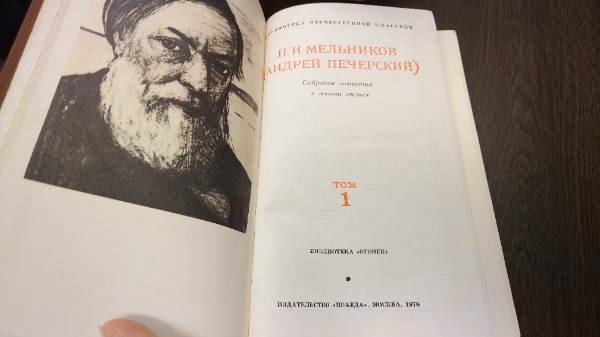 БИБЛИОТЕКА ОТЕЧЕСТВЕННОЙ КЛАССИКИ
П. И. МЕЛЬНИКОВ
(АНДРЕЙ ПЕЧЕРСКИЙ)
Собрание сочинений
в восьми томах
ТОМ
1
БИБЛИОТЕКА «ОГОНЕК»
ИЗДАТЕЛЬСТВО «ПРАВДА». МОСКВА. 1976